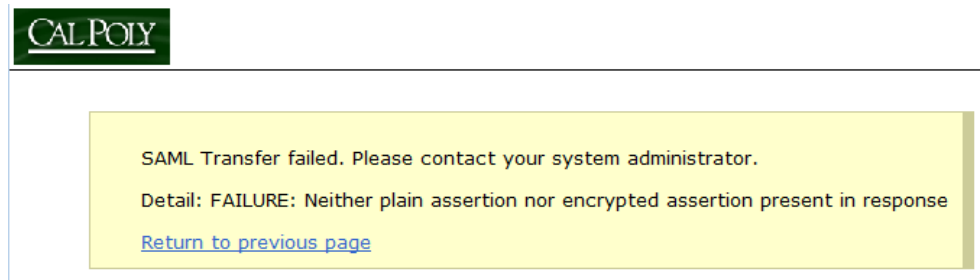 CAL POLY
SAML Transfer failed. Please contact your system administrator.
Detail: FAILURE: Neither plain assertion nor encrypted assertion present in response
Return to previous page